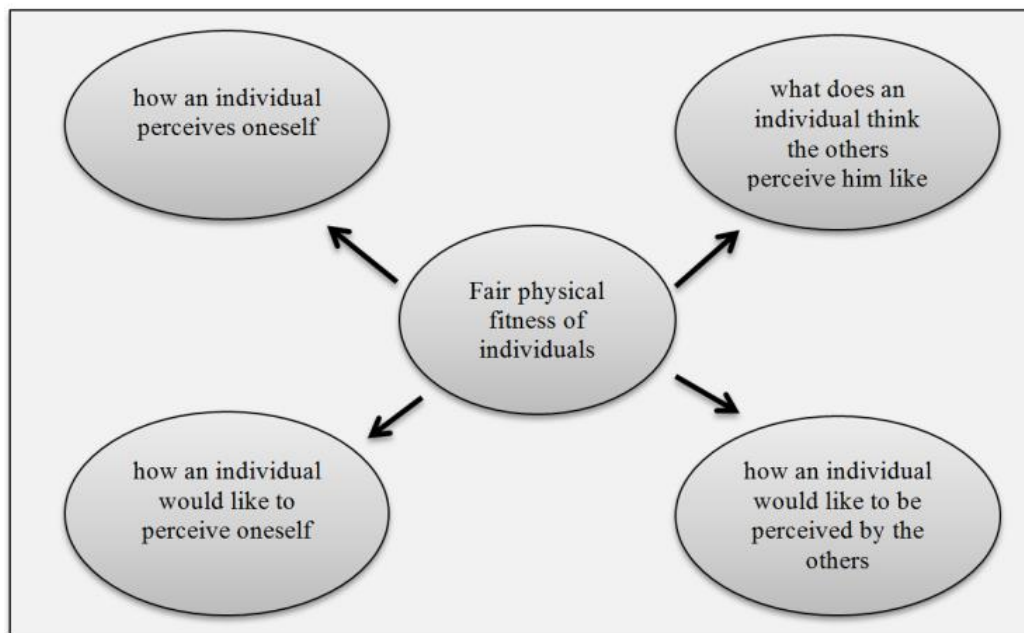 how an individual
perceives oneself
what does an
individual think
the others
perceive him like
Fair physical
fitness of
individuals
how an individual
would like to
perceive oneself
how an individual
would like to be
perceived by the
others